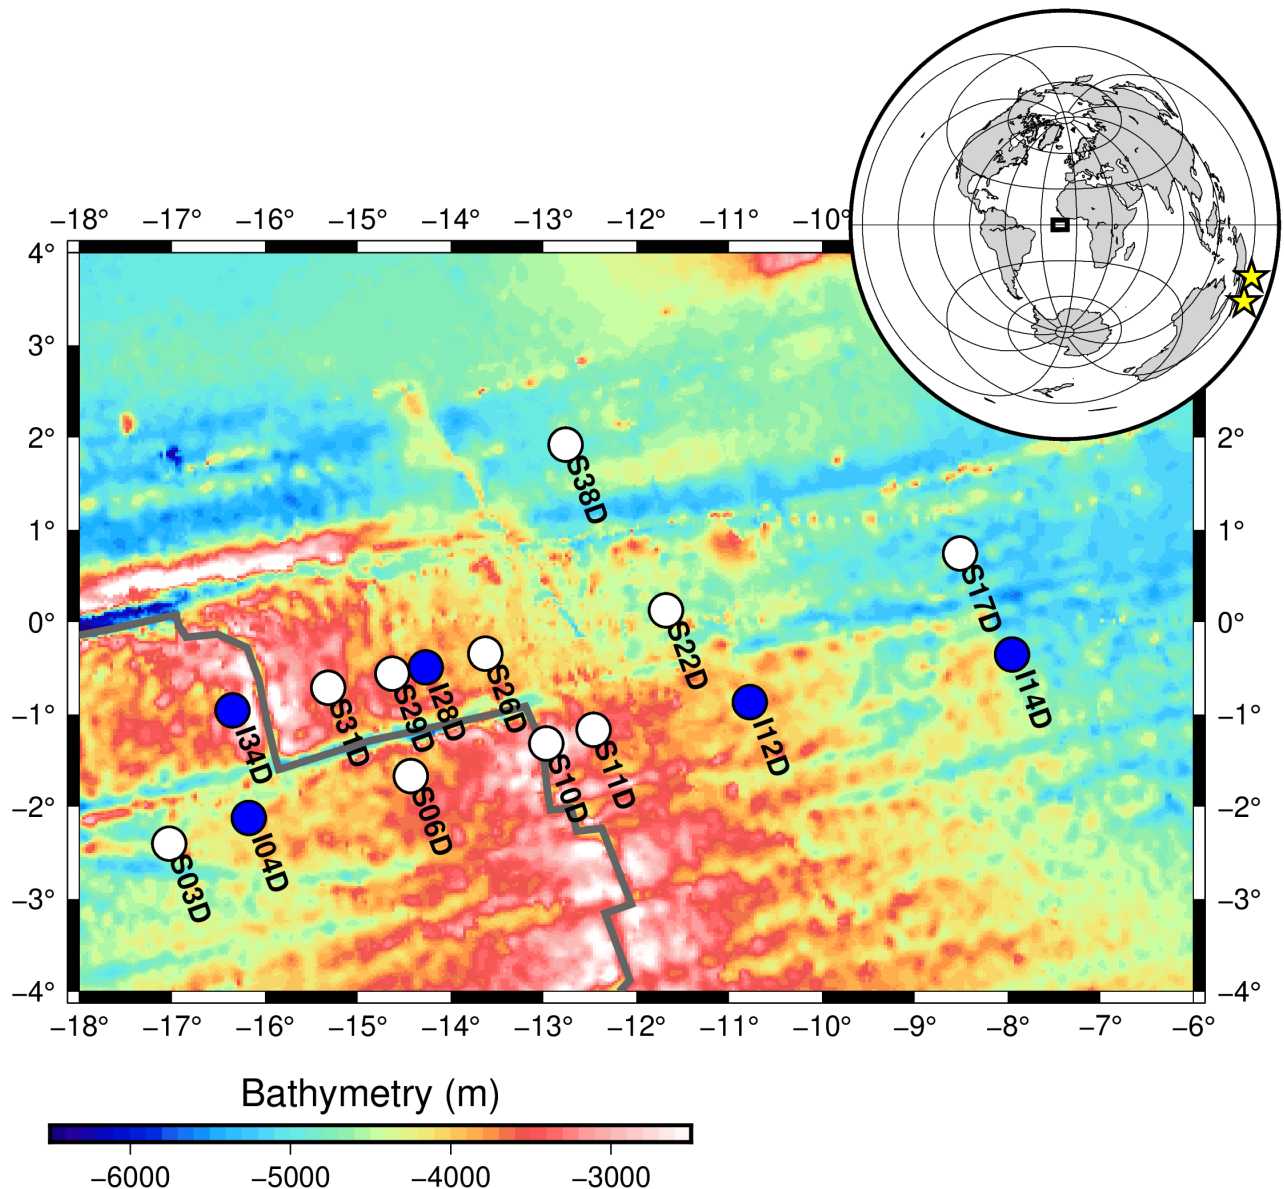 −18° −17° −16° −15° −14° −13° −12° −11° −10°
4°
3°
2° 2°
1° 1°
0° 0°
−1° −1°
−2° −2°
−3° −3°
−4° −4°
S38D
S17D
S22D
I14D
S26D
I28D
S29D
S31D
I34D
I12D
S11D
S10D
S06D
I04D
S03D
−18° −17° −16° −15° −14° −13° −12° −11° −10° −9° −8° −7° −6°
Bathymetry (m)
−6000 −5000 −4000 −3000